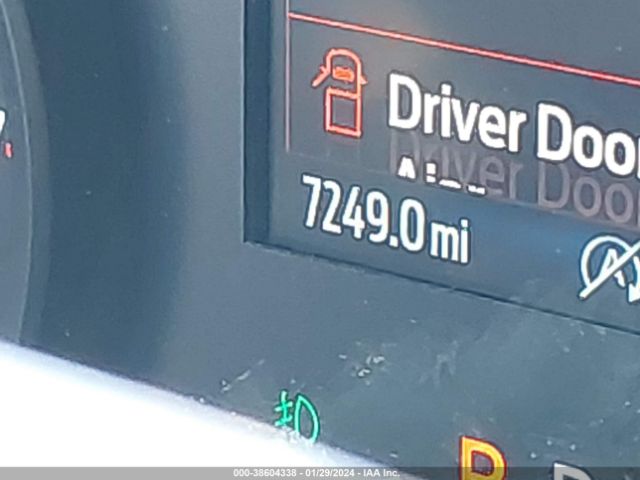 Driver Door
7249.0 mi
A
P
000-38604338 - 01/29/2024 - IAA Inc.